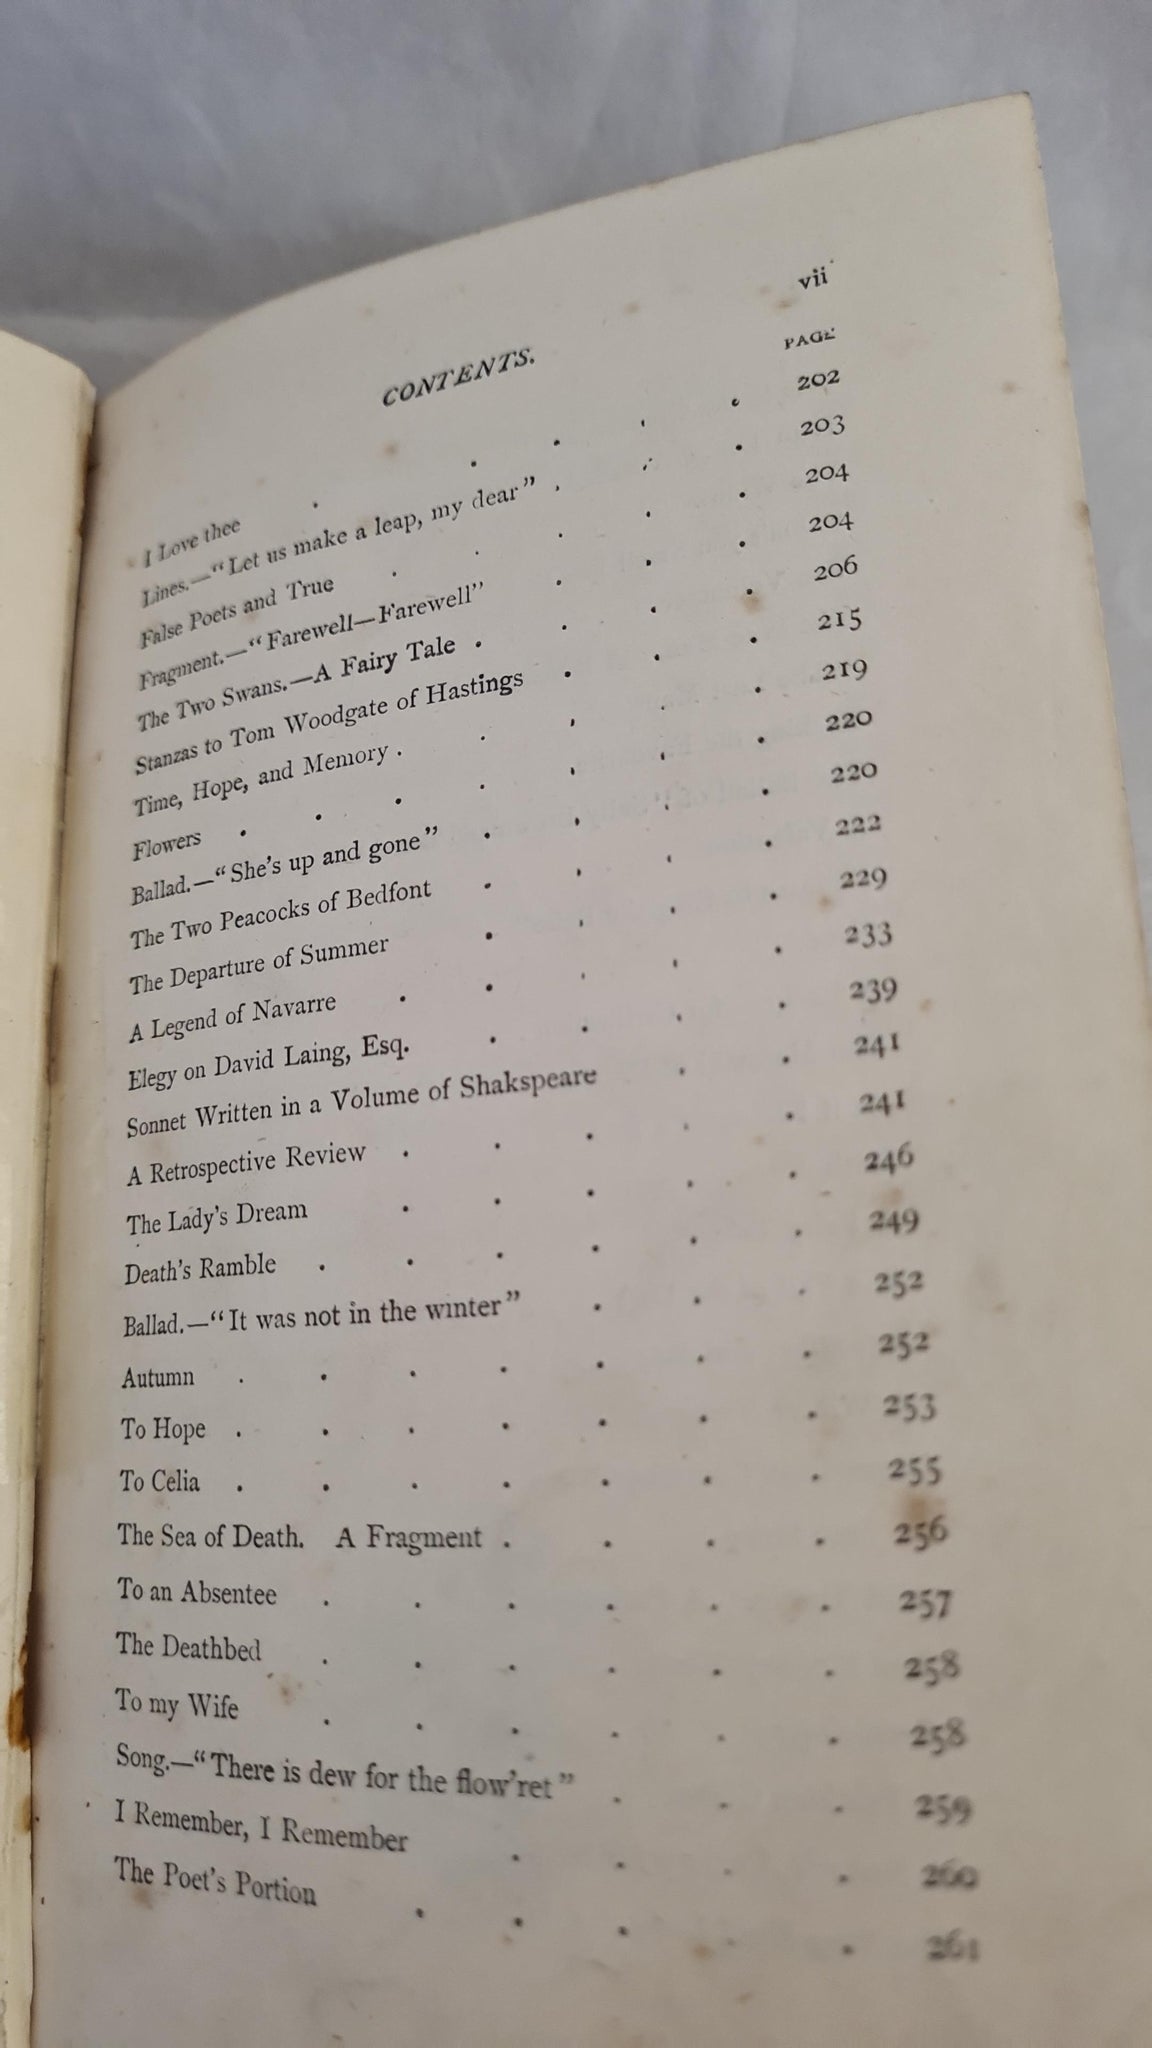 vii
CONTENTS.
PAGE
I Love thee . . . . . 202
Lines.—“Let us make a leap, my dear” . . . 203
False Poets and True . . . . . 204
Fragment.—“Farewell—Farewell” . . . 204
The Two Swans.—A Fairy Tale . . . . 206
Stanzas to Tom Woodgate of Hastings . . . 215
Time, Hope, and Memory . . . . . 219
Flowers . . . . . . . 220
Ballad.—“She’s up and gone” . . . . 220
The Two Peacocks of Bedfont . . . . 222
The Departure of Summer . . . . 229
A Legend of Navarre . . . . . 233
Elegy on David Laing, Esq. . . . . 239
Sonnet Written in a Volume of Shakspeare . . 241
A Retrospective Review . . . . . 241
The Lady’s Dream . . . . . 246
Death’s Ramble . . . . . . 249
Ballad.—“It was not in the winter” . . . 252
Autumn . . . . . . . 252
To Hope . . . . . . . 253
To Celia . . . . . . . 255
The Sea of Death. A Fragment . . . . 256
To an Absentee . . . . . . 257
The Deathbed . . . . . . 258
To my Wife . . . . . . 258
Song.—“There is dew for the flow’ret” . . . 259
I Remember, I Remember . . . . 260
The Poet’s Portion . . . . . 261